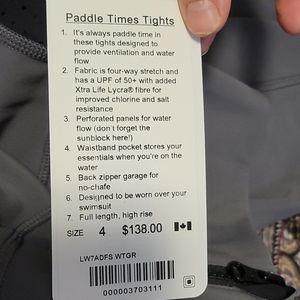 Paddle Times Tights
1. It's always paddle time in
these tights designed to
provide ventilation and water
flow
2. Fabric is four-way stretch and
has a UPF of 50+ with added
Xtra Life Lycra® fibre for
improved chlorine and salt
resistance
3. Perforated panels for water
flow (don't forget the
sunblock here!)
4. Waistband pocket stores your
essentials when you're on the
water
5. Back zipper garage for
no-chafe
6. Designed to be worn over your
swimsuit
7. Full length, high rise
SIZE 4 $138.00
LW7ADFS WTGR
000003703111